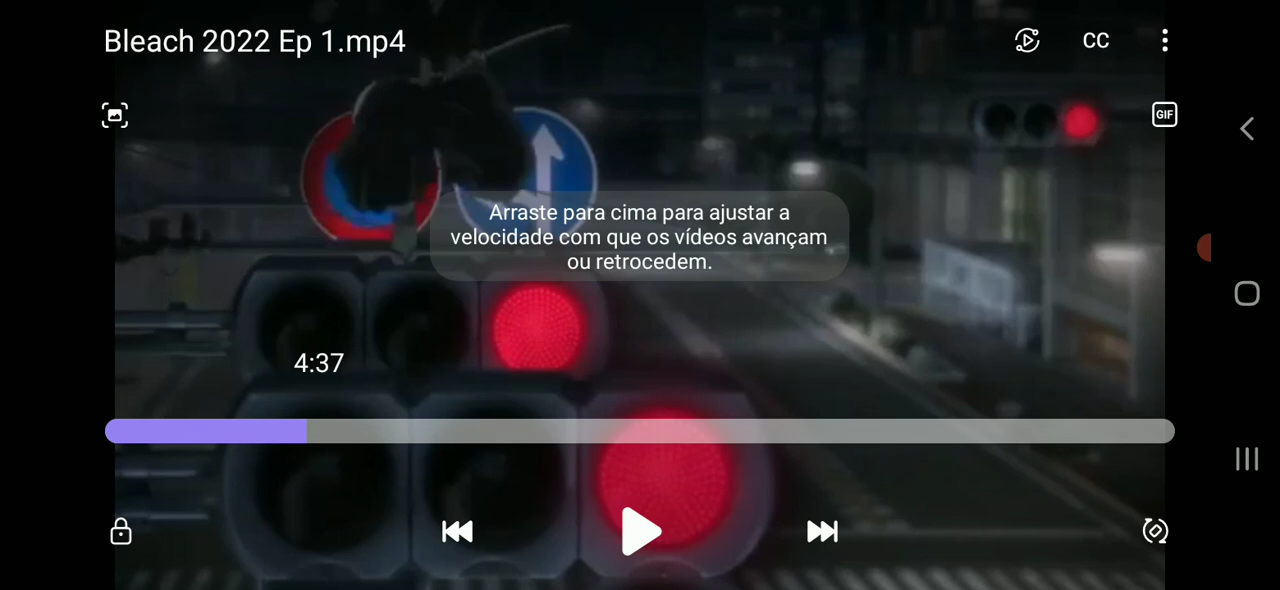 Bleach 2022 Ep 1.mp4
CC
GIF
Arraste para cima para ajustar a
velocidade com que os vídeos avançam
ou retrocedem.
4:37